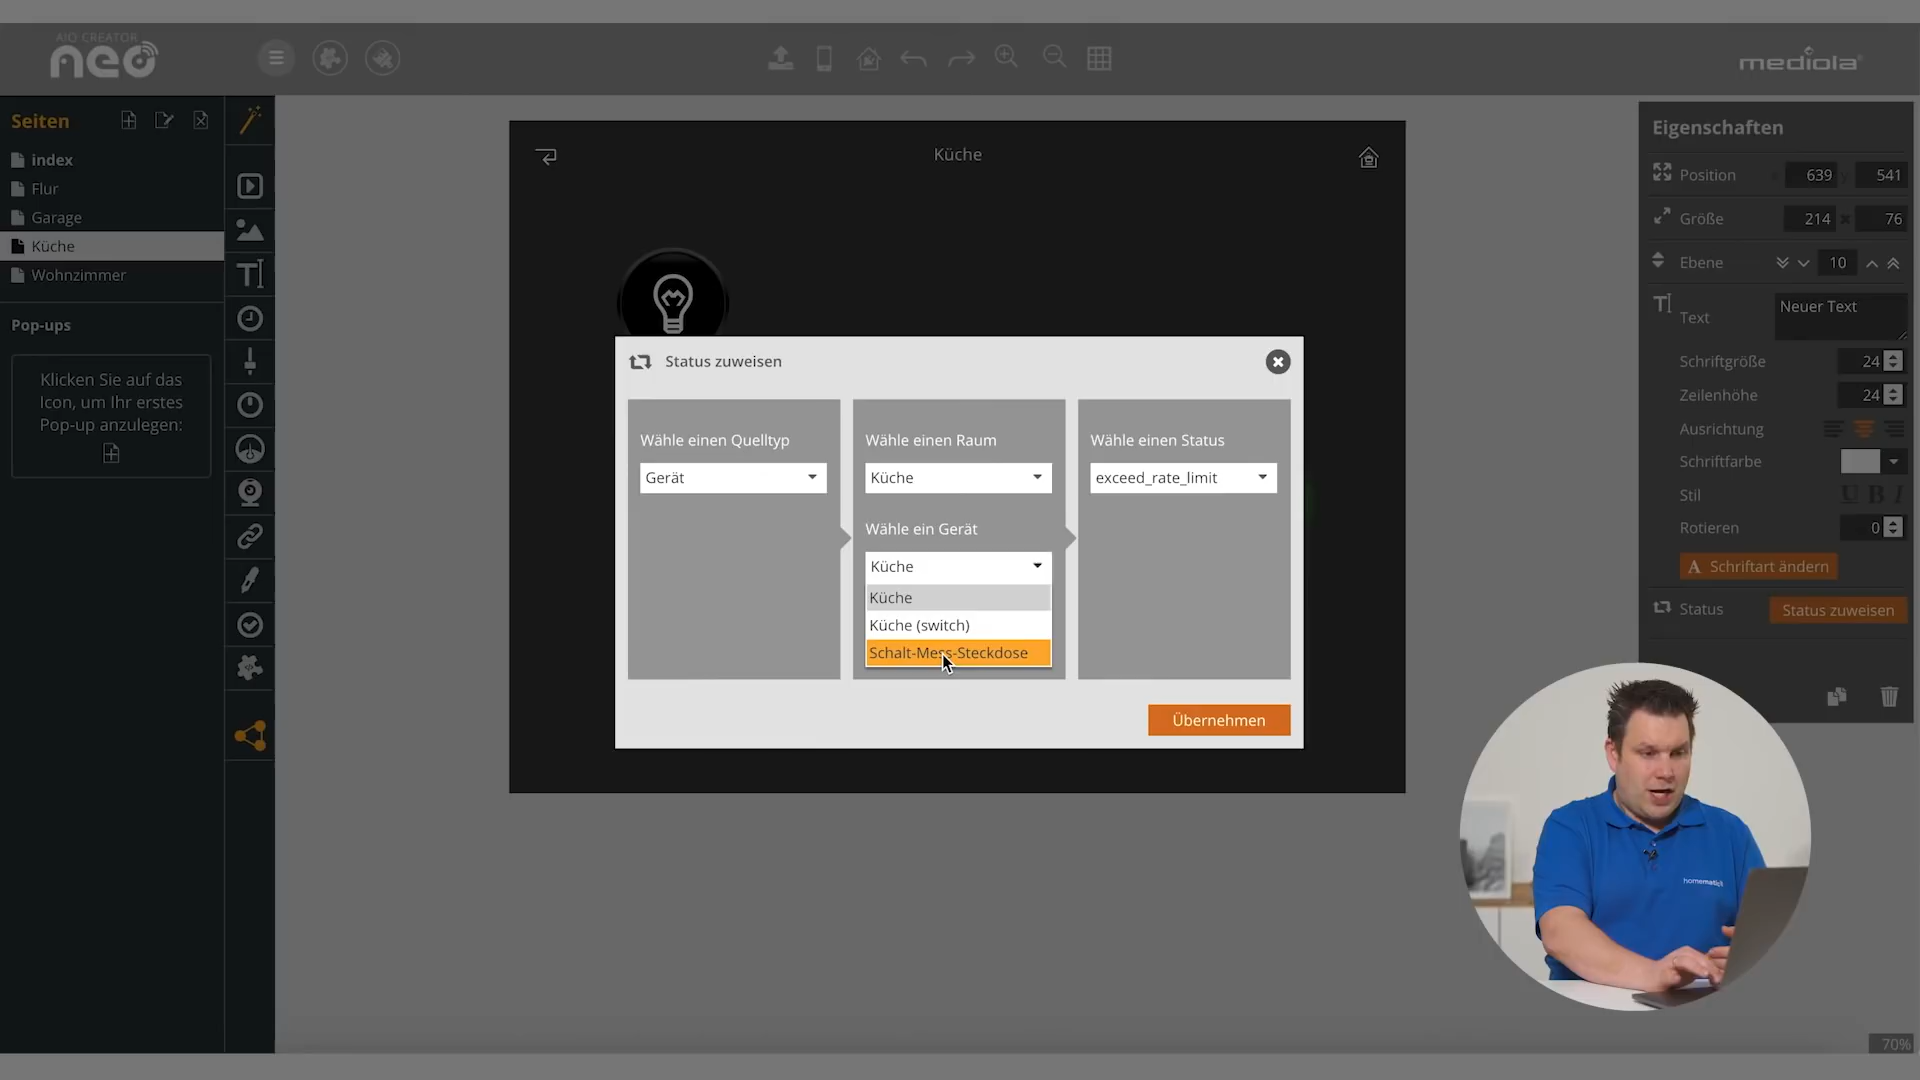 AIO CREATOR
neo
mediola
Seiten
index
Flur
Garage
Küche
Wohnzimmer
Pop-ups
Klicken Sie auf das
Icon, um Ihr erstes
Pop-up anzulegen:
Küche
Status zuweisen
Wähle einen Quelltyp
Gerät
Wähle einen Raum
Küche
Wähle ein Gerät
Küche
Küche
Küche (switch)
Schalt-Mess-Steckdose
Wähle einen Status
exceed_rate_limit
Übernehmen
Eigenschaften
Position x 639 y 541
Größe 214 x 76
Ebene 10
Text Neuer Text
Schriftgröße 24
Zeilenhöhe 24
Ausrichtung
Schriftfarbe
Stil U B I
Rotieren 0
A Schriftart ändern
Status Status zuweisen
homematic
70%